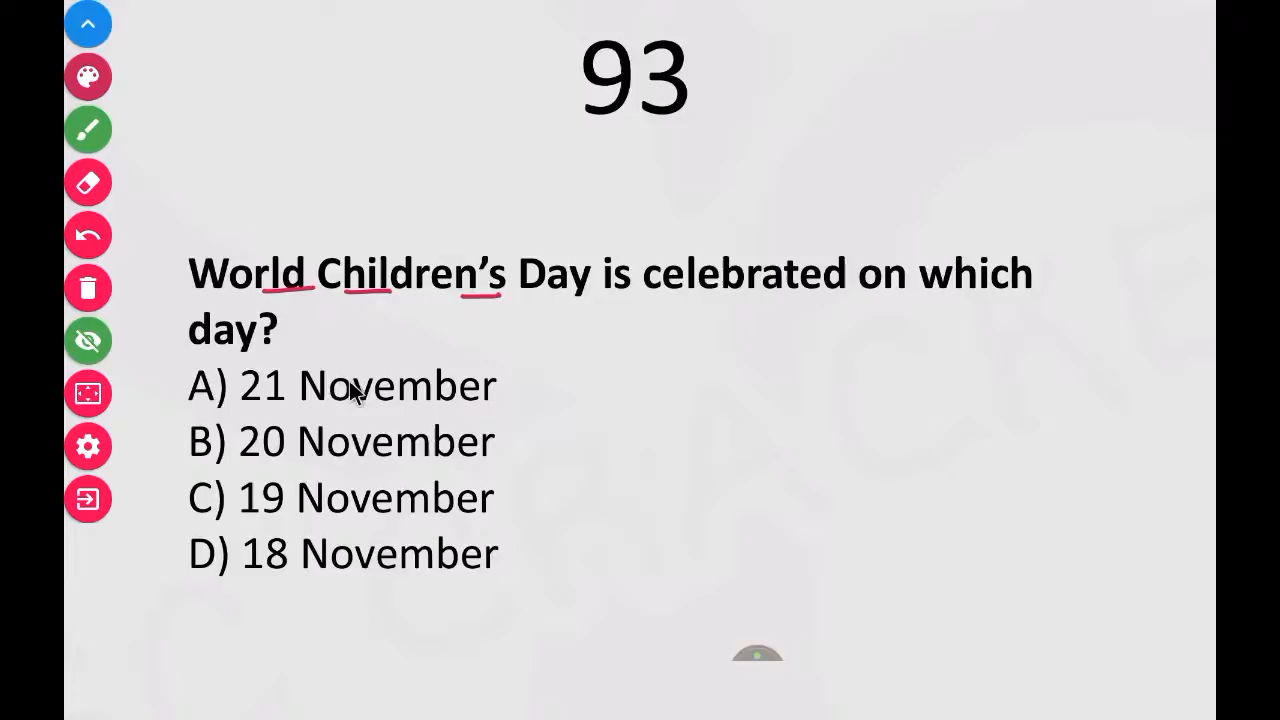 93
World Children’s Day is celebrated on which
day?
A) 21 November
B) 20 November
C) 19 November
D) 18 November